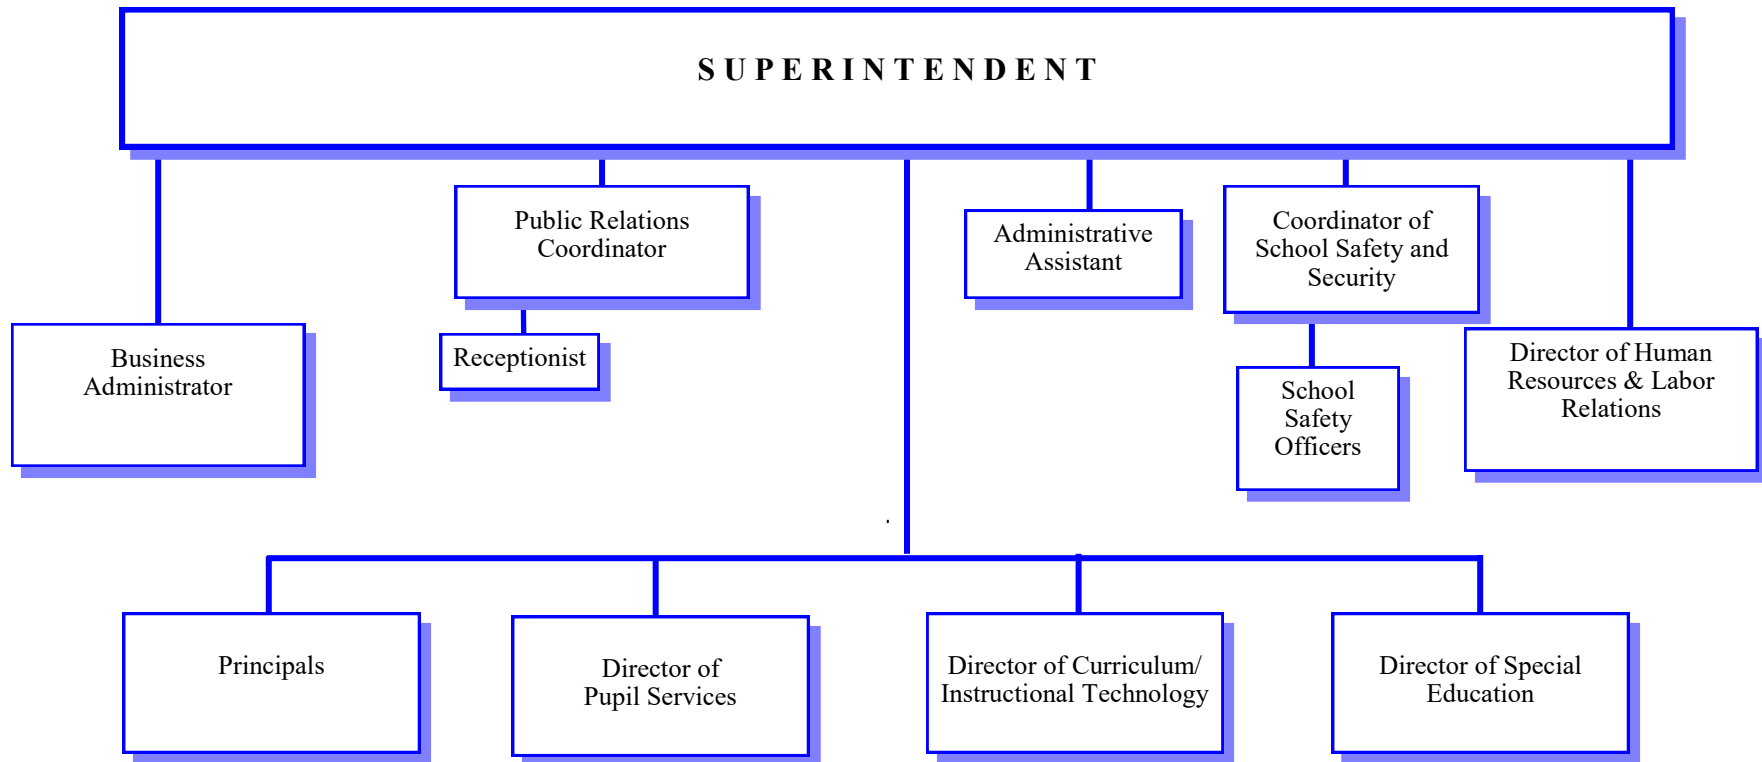 S U P E R I N T E N D E N T
Public Relations
Coordinator
Administrative
Assistant
Coordinator of
School Safety and
Security
Business
Administrator
Receptionist
School
Safety
Officers
Director of Human
Resources & Labor
Relations
.
Principals
Director of
Pupil Services
Director of Curriculum/
Instructional Technology
Director of Special
Education